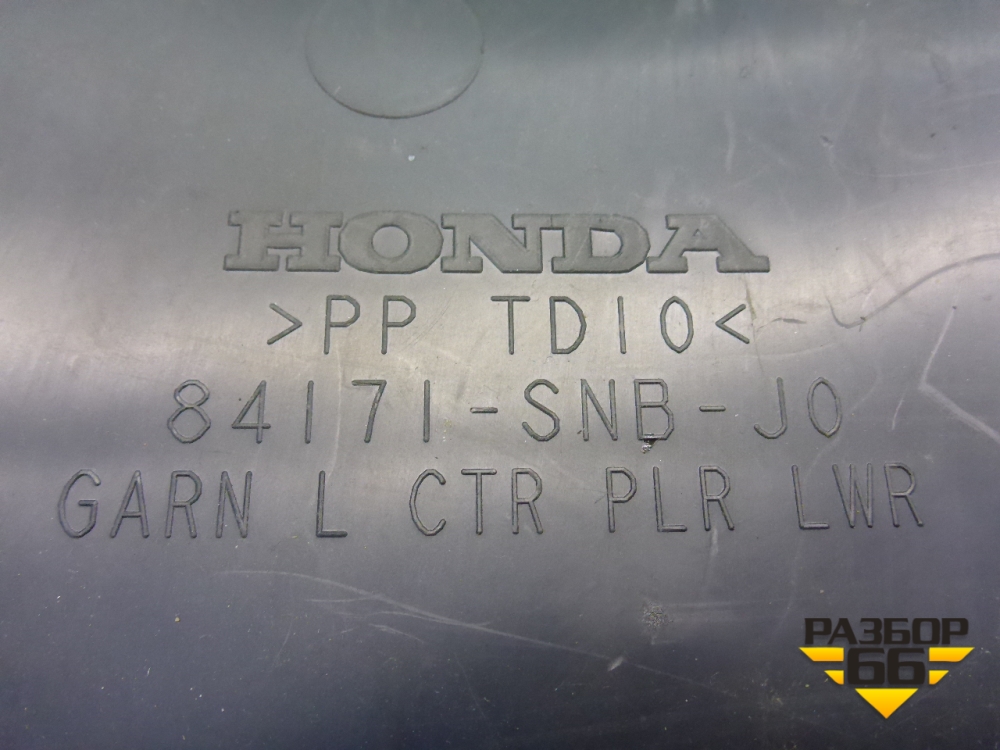 HONDA
>PP TD10<
84171-SNB-J0
GARN L CTR PLR LWR
РАЗБОР
66